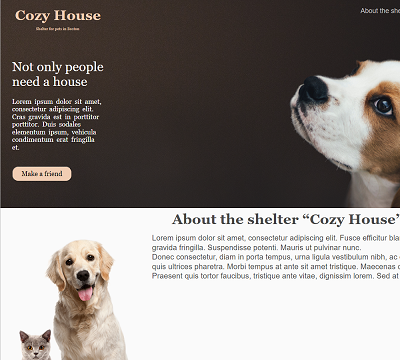 Cozy House
About the she
Shelter for pets in Boston
Not only people
need a house
Lorem ipsum dolor sit amet,
consectetur adipiscing elit.
Cras gravida est in porttitor
porttitor. Duis sodales
elementum ipsum, vehicula
condimentum erat fringilla
et.
Make a friend
About the shelter “Cozy House”
Lorem ipsum dolor sit amet, consectetur adipiscing elit. Fusce efficitur bla
gravida fringilla. Suspendisse potenti. Mauris ut pulvinar nunc.
Donec consectetur, diam in porta tempus, urna ligula vestibulum nibh, ac
quis ultrices pharetra. Morbi tempus at ante sit amet tristique. Maecenas c
Praesent quis tortor faucibus, tristique ante vitae, dignissim lorem. Sed at